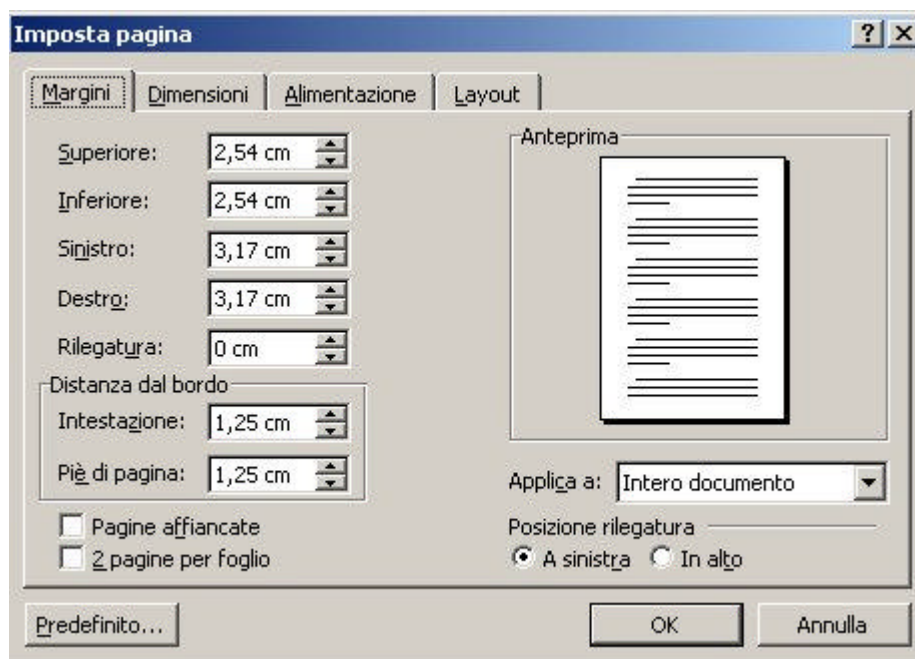 Imposta pagina
Margini Dimensioni Alimentazione Layout
Superiore: 2,54 cm
Inferiore: 2,54 cm
Sinistro: 3,17 cm
Destro: 3,17 cm
Rilegatura: 0 cm
Distanza dal bordo
Intestazione: 1,25 cm
Piè di pagina: 1,25 cm
Pagine affiancate
2 pagine per foglio
Anteprima
Applica a: Intero documento
Posizione rilegatura
A sinistra In alto
Predefinito... OK Annulla